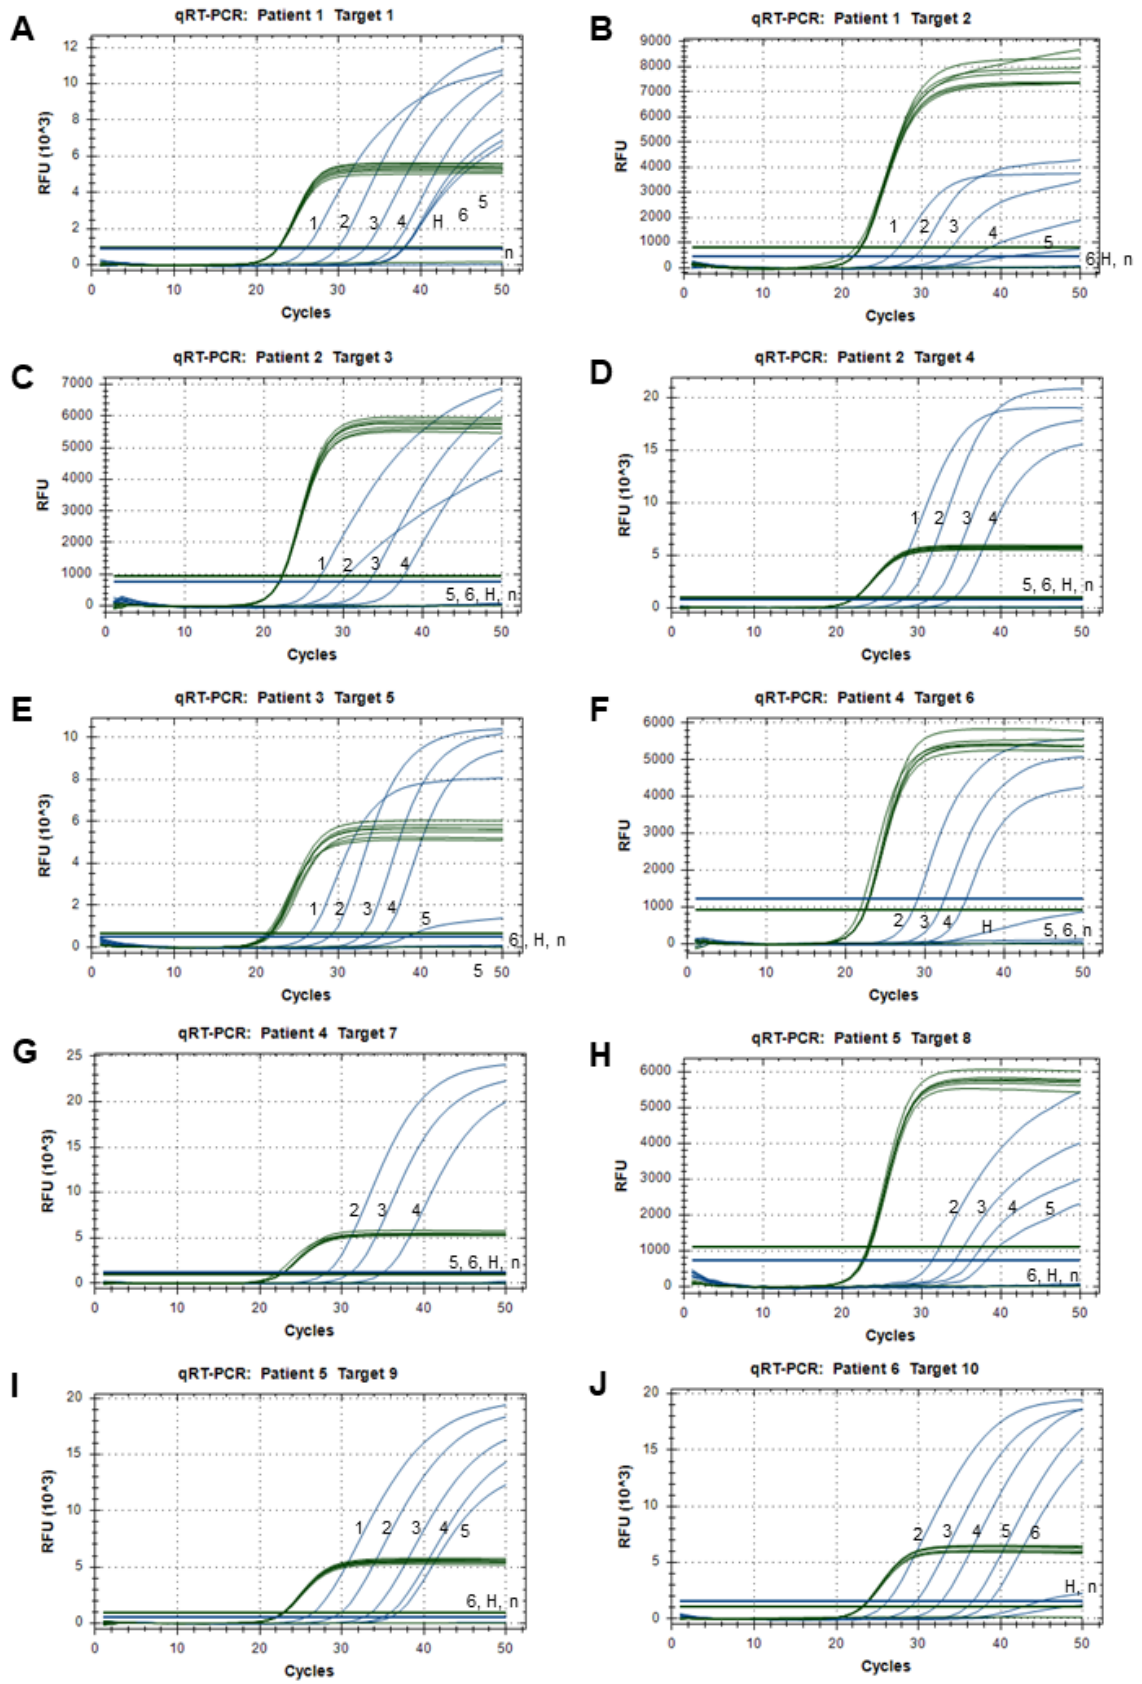 A
qRT-PCR: Patient 1 Target 1
RFU (10^3)
12
10
8
6
4
2
0
1
2
3
4
H
6
5
n
0 10 20 30 40 50
Cycles
B
qRT-PCR: Patient 1 Target 2
RFU
9000
8000
7000
6000
5000
4000
3000
2000
1000
0
1
2
3
4
5
6 H, n
0 10 20 30 40 50
Cycles
C
qRT-PCR: Patient 2 Target 3
RFU
7000
6000
5000
4000
3000
2000
1000
0
1
2
3
4
5, 6, H, n
0 10 20 30 40 50
Cycles
D
qRT-PCR: Patient 2 Target 4
RFU (10^3)
20
15
10
5
0
1
2
3
4
5, 6, H, n
0 10 20 30 40 50
Cycles
E
qRT-PCR: Patient 3 Target 5
RFU (10^3)
10
8
6
4
2
0
1
2
3
4
5
6, H, n
5
0 10 20 30 40 50
Cycles
F
qRT-PCR: Patient 4 Target 6
RFU
6000
5000
4000
3000
2000
1000
0
2
3
4
H
5, 6, n
0 10 20 30 40 50
Cycles
G
qRT-PCR: Patient 4 Target 7
RFU (10^3)
25
20
15
10
5
0
2
3
4
5, 6, H, n
0 10 20 30 40 50
Cycles
H
qRT-PCR: Patient 5 Target 8
RFU
6000
5000
4000
3000
2000
1000
0
2
3
4
5
6, H, n
0 10 20 30 40 50
Cycles
I
qRT-PCR: Patient 5 Target 9
RFU (10^3)
20
15
10
5
0
1
2
3
4
5
6, H, n
0 10 20 30 40 50
Cycles
J
qRT-PCR: Patient 6 Target 10
RFU (10^3)
20
15
10
5
0
2
3
4
5
6
H, n
0 10 20 30 40 50
Cycles